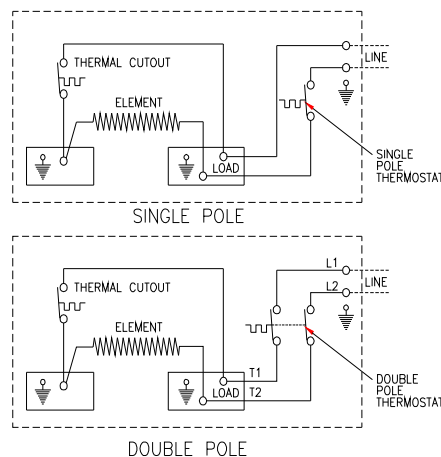 THERMAL CUTOUT
LINE
ELEMENT
LOAD
SINGLE
POLE
THERMOSTAT
SINGLE POLE
L1
L2
LINE
THERMAL CUTOUT
ELEMENT
T1
LOAD
T2
DOUBLE
POLE
THERMOSTAT
DOUBLE POLE